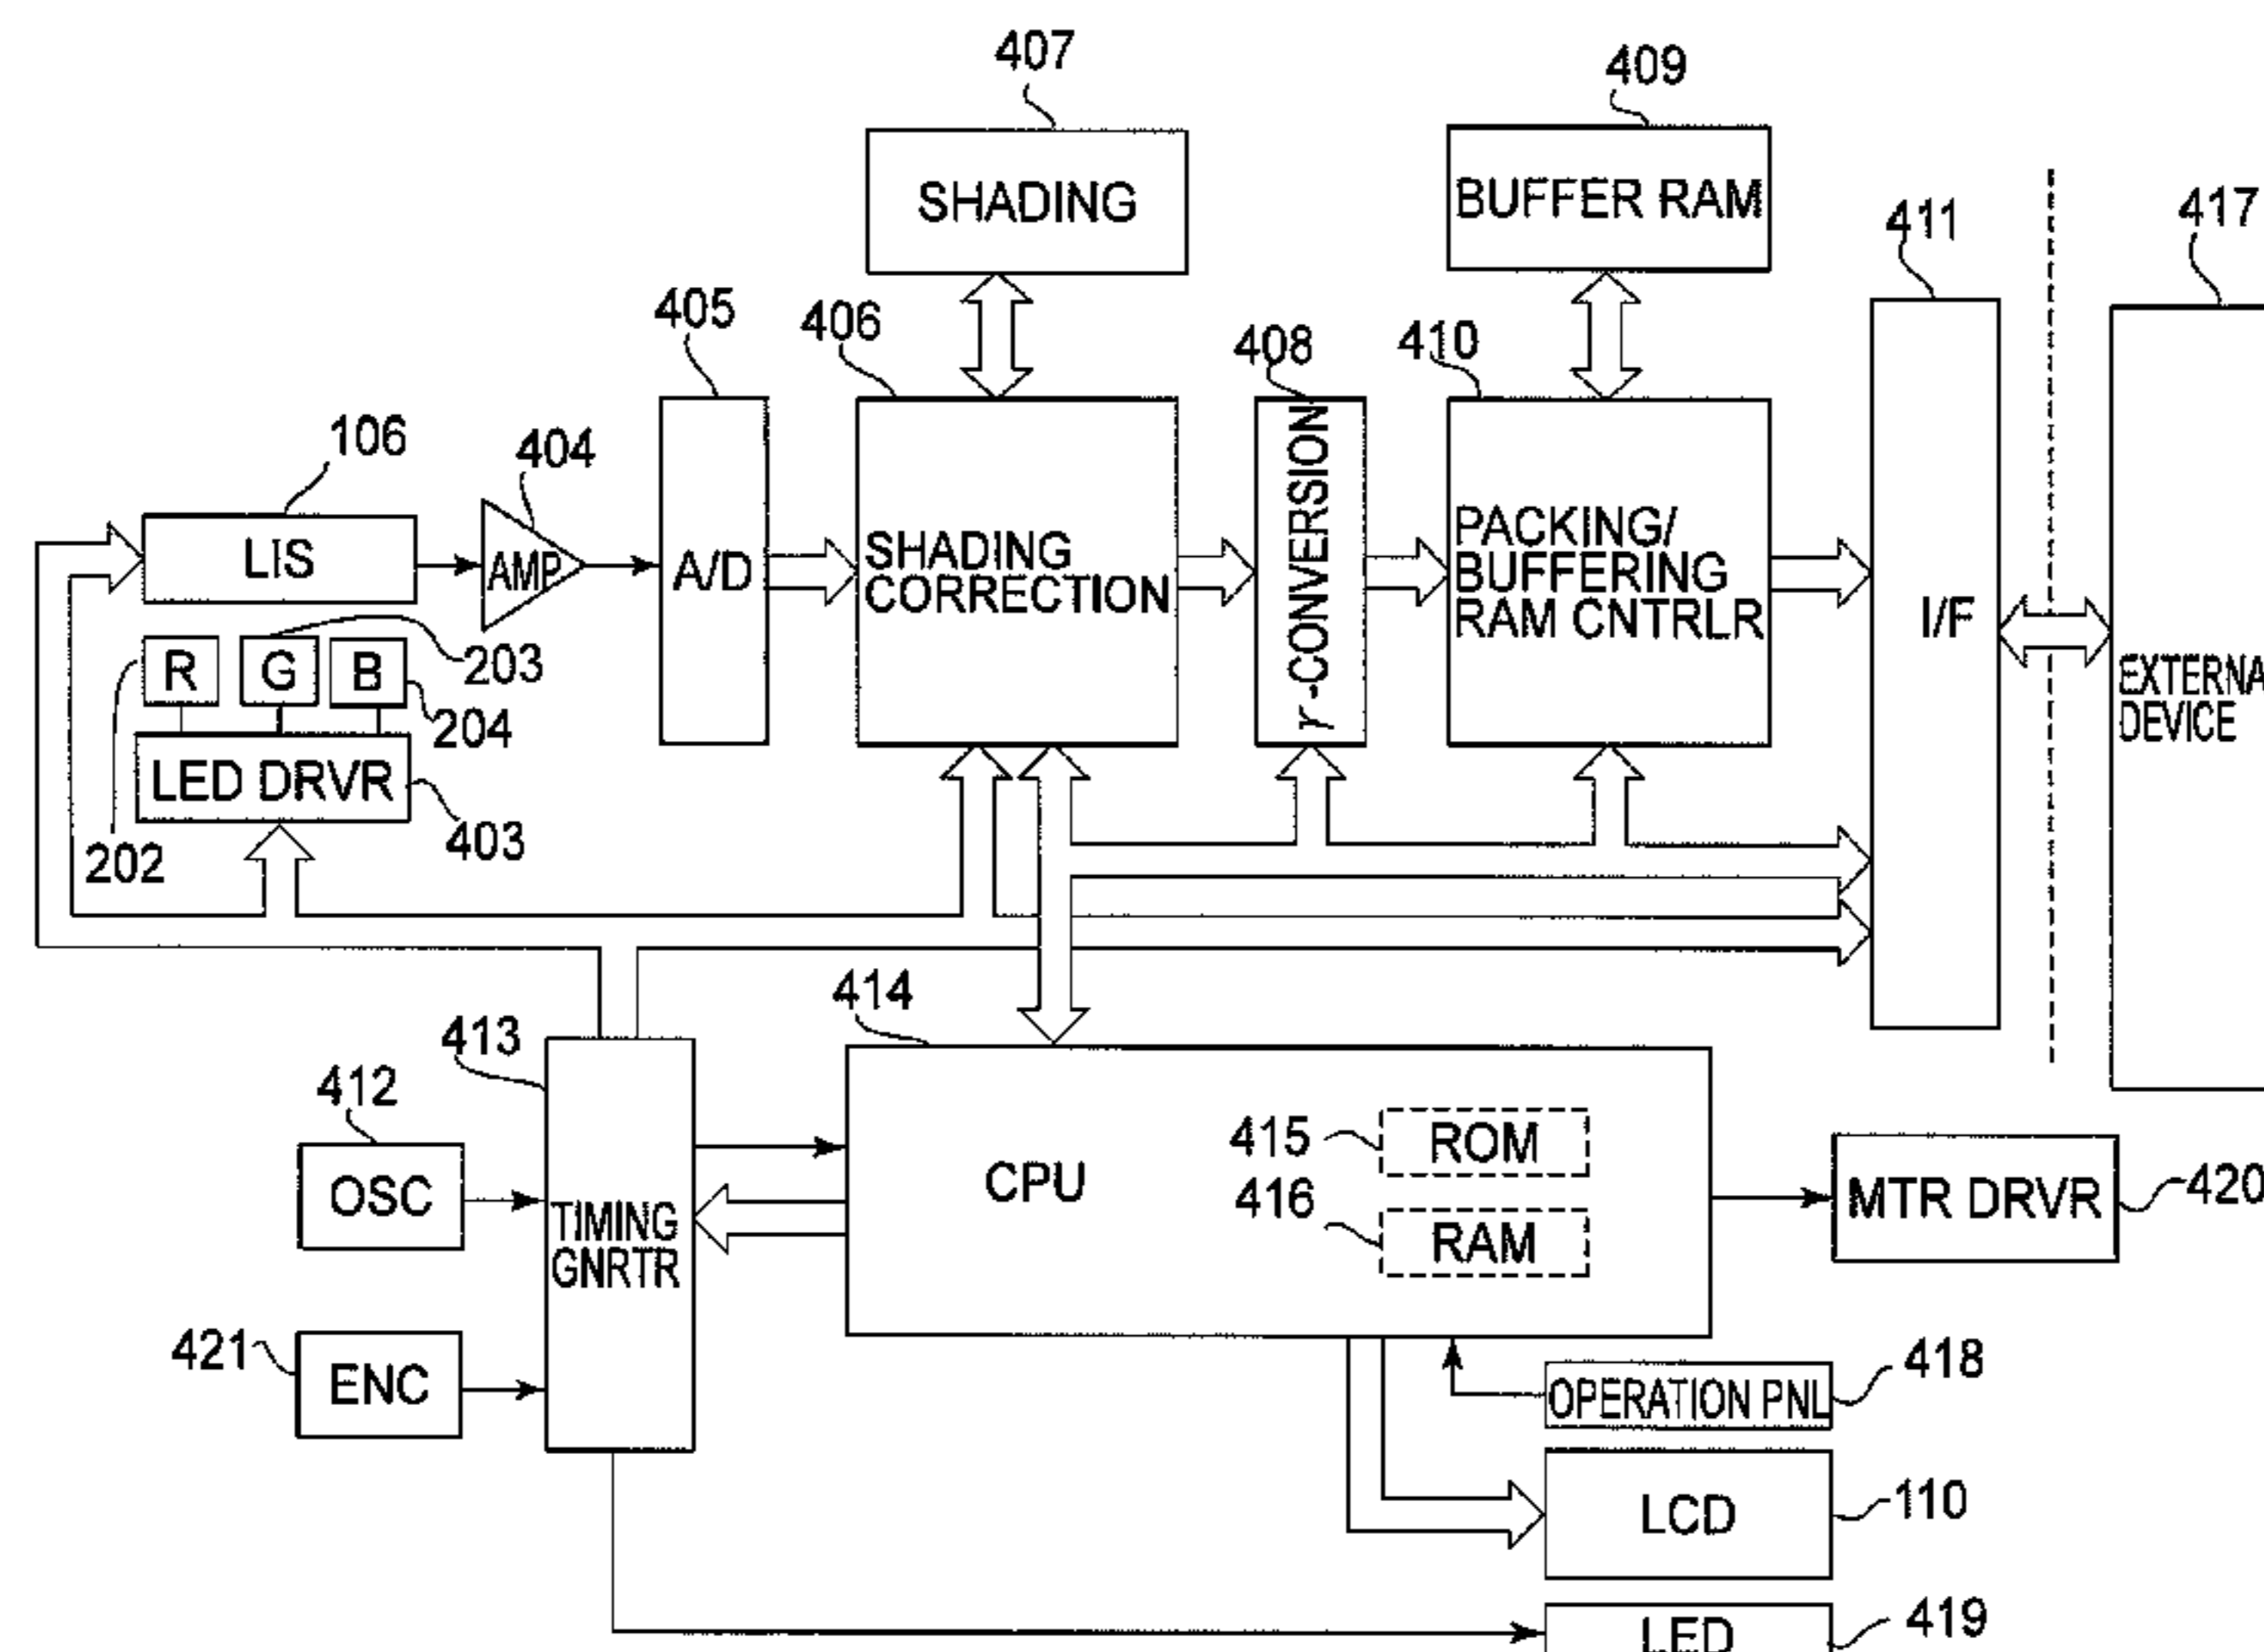 407
409
SHADING
BUFFER RAM
411
417
405
406
408
410
106
404
LIS
AMP
A/D
SHADING
CORRECTION
γ-CONVERSION
PACKING/
BUFFERING
RAM CNTRLR
I/F
EXTERNA
DEVICE
R
G
B
203
204
LED DRVR
403
202
414
413
412
OSC
TIMING
GNRTR
CPU
415
ROM
416
RAM
MTR DRVR
420
421
ENC
418
OPERATION PNL
LCD
110
LED
419